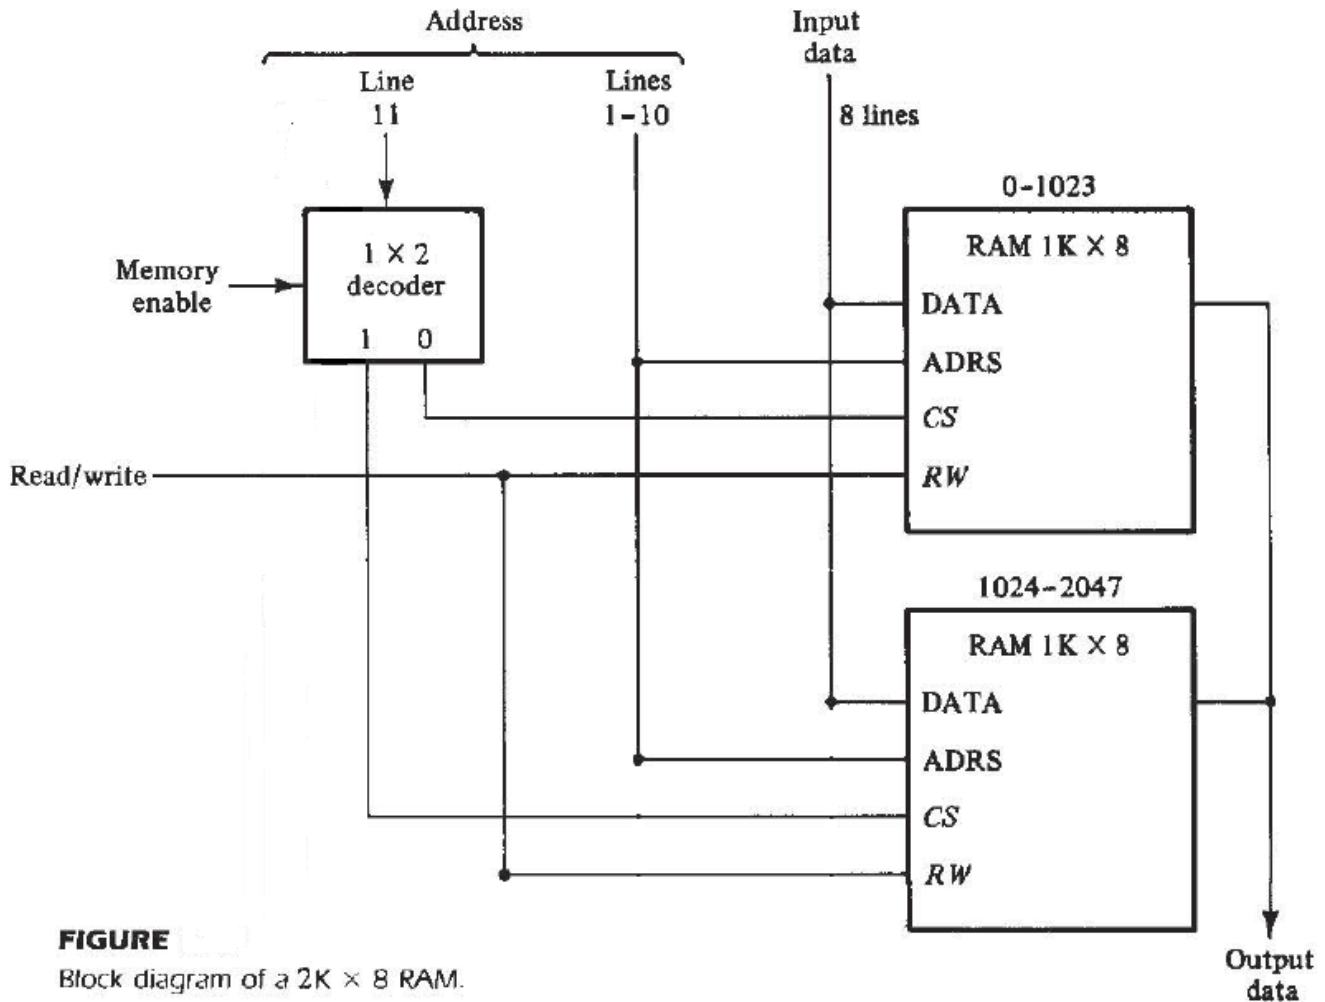 Address
Line
11
Lines
1-10
Input
data
8 lines
1 X 2
decoder
1 0
Memory
enable
Read/write
0-1023
RAM 1K X 8
DATA
ADRS
CS
RW
1024-2047
RAM 1K X 8
DATA
ADRS
CS
RW
Output
data
FIGURE
Block diagram of a 2K × 8 RAM.